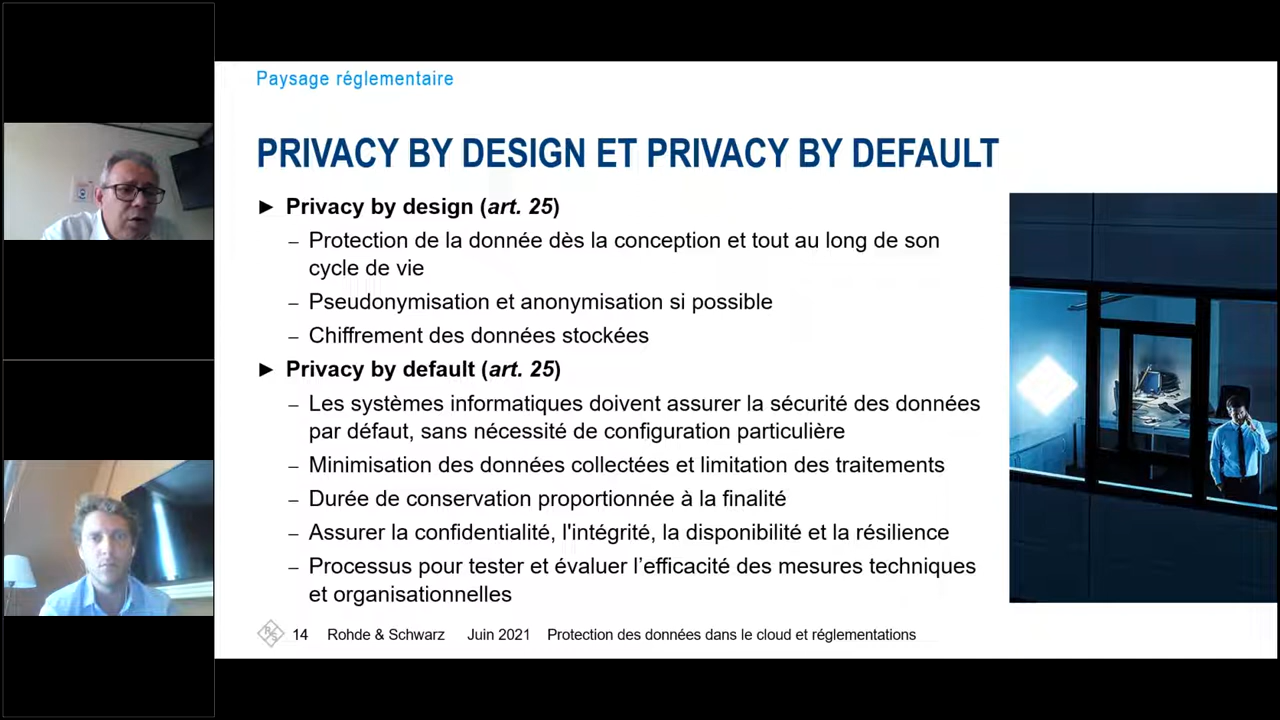 Paysage réglementaire
PRIVACY BY DESIGN ET PRIVACY BY DEFAULT
► Privacy by design (art. 25)
– Protection de la donnée dès la conception et tout au long de son
cycle de vie
– Pseudonymisation et anonymisation si possible
– Chiffrement des données stockées
► Privacy by default (art. 25)
– Les systèmes informatiques doivent assurer la sécurité des données
par défaut, sans nécessité de configuration particulière
– Minimisation des données collectées et limitation des traitements
– Durée de conservation proportionnée à la finalité
– Assurer la confidentialité, l'intégrité, la disponibilité et la résilience
– Processus pour tester et évaluer l’efficacité des mesures techniques
et organisationnelles
R&S 14 Rohde & Schwarz Juin 2021 Protection des données dans le cloud et réglementations